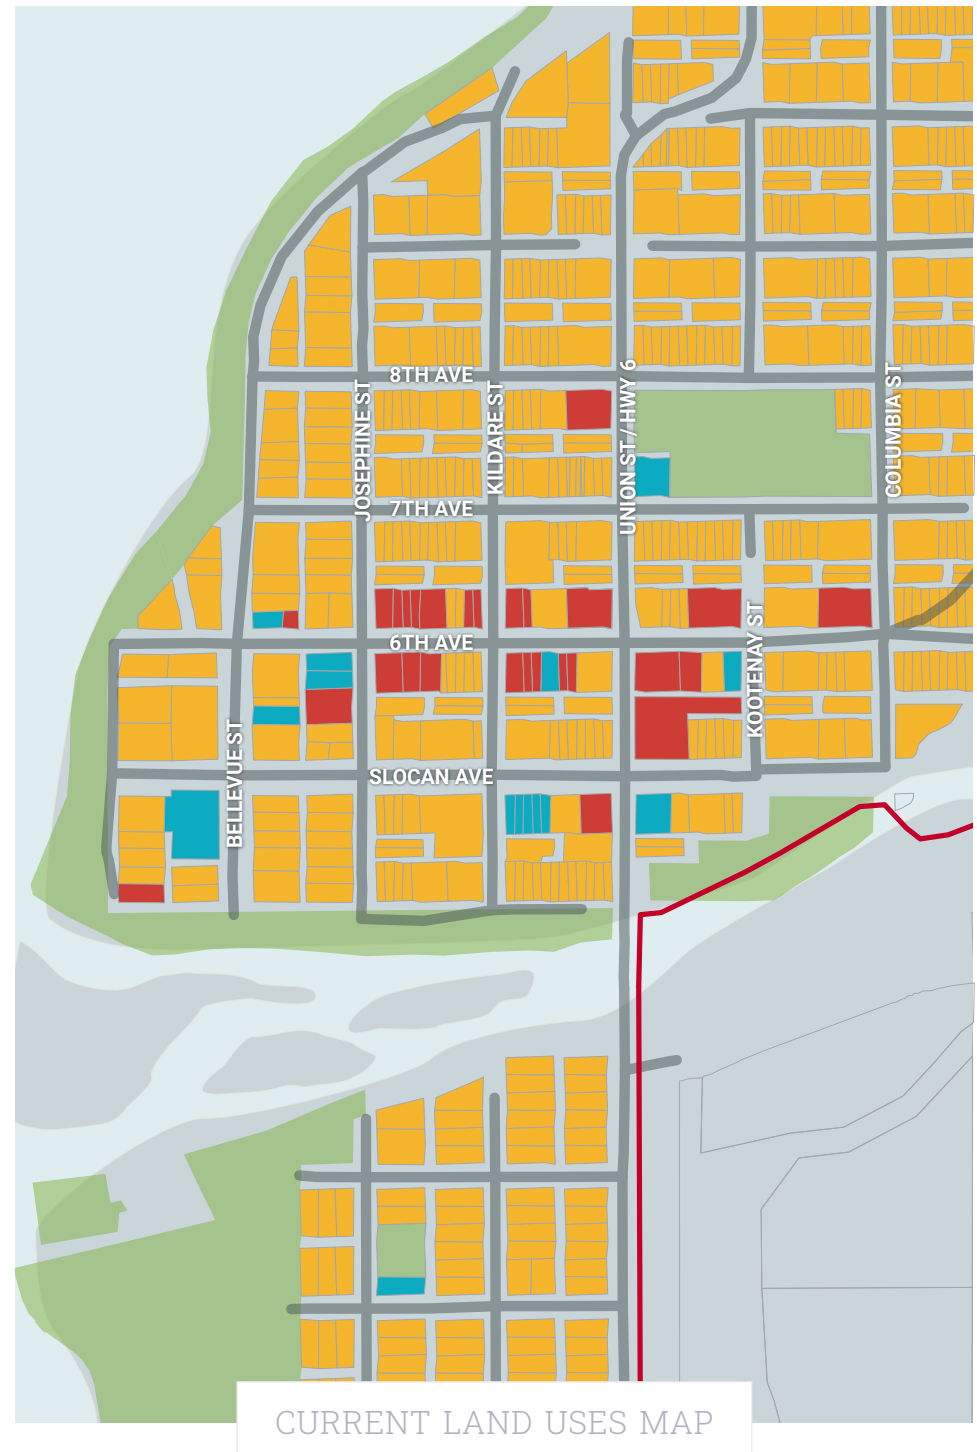 8TH AVE
JOSEPHINE ST
KILDARE ST
UNION ST / HWY 6
COLUMBIA ST
7TH AVE
6TH AVE
KOOTENAY ST
BELLEVUE ST
SLOCAN AVE
CURRENT LAND USES MAP